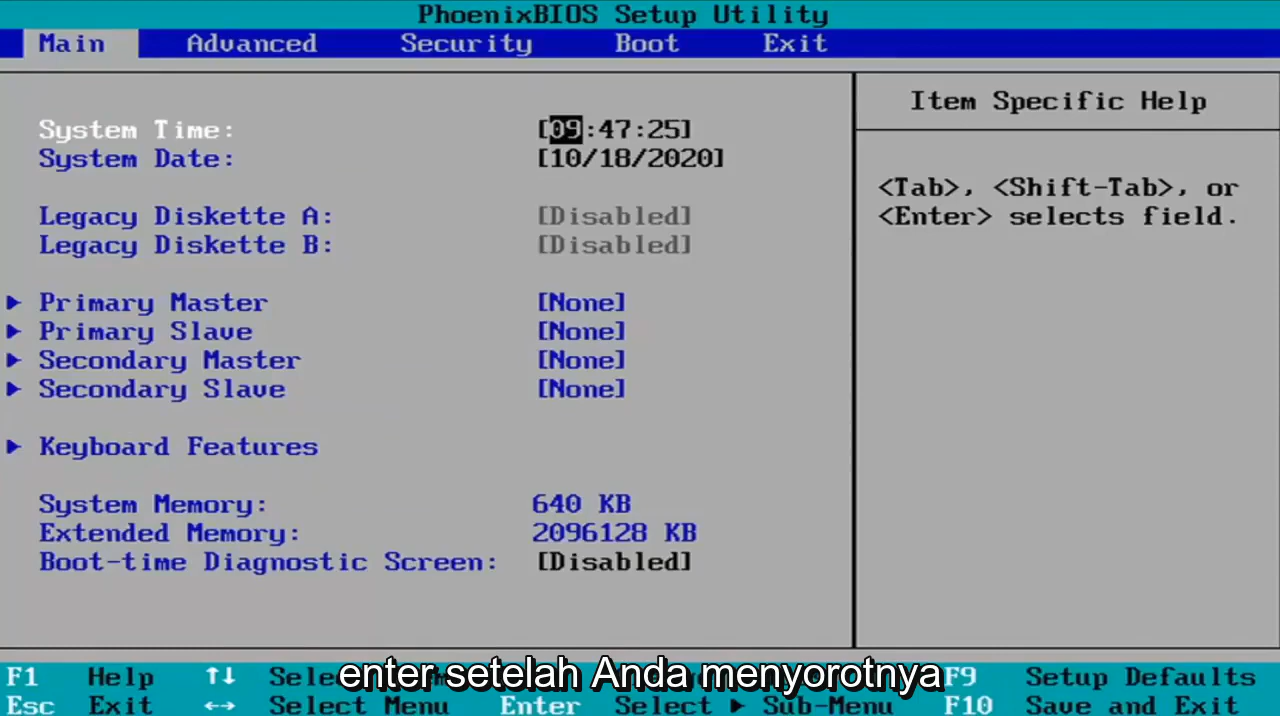 PhoenixBIOS Setup Utility
Main Advanced Security Boot Exit
Item Specific Help
System Time: [09:47:25]
System Date: [10/18/2020]
<Tab>, <Shift-Tab>, or
<Enter> selects field.
Legacy Diskette A: [Disabled]
Legacy Diskette B: [Disabled]
Primary Master [None]
Primary Slave [None]
Secondary Master [None]
Secondary Slave [None]
Keyboard Features
System Memory: 640 KB
Extended Memory: 2096128 KB
Boot-time Diagnostic Screen: [Disabled]
enter setelah Anda menyorotnya
F1 Help ↑↓ F9 Setup Defaults
Esc Exit ↔ Select Menu Enter Select ▶ Sub-Menu F10 Save and Exit